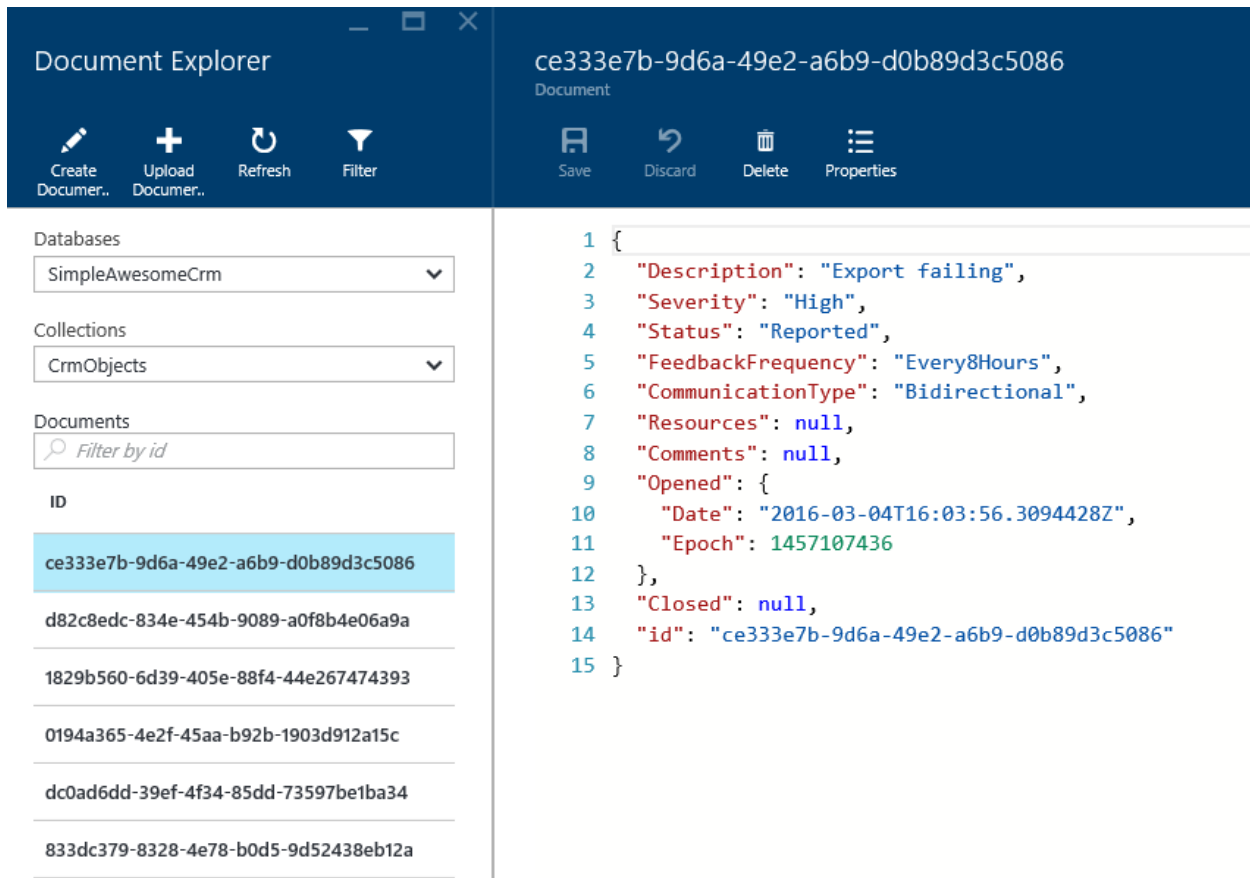 Document Explorer
Create
Documer..
Upload
Documer..
Refresh
Filter
Databases
SimpleAwesomeCrm
Collections
CrmObjects
Documents
Filter by id
ID
ce333e7b-9d6a-49e2-a6b9-d0b89d3c5086
d82c8edc-834e-454b-9089-a0f8b4e06a9a
1829b560-6d39-405e-88f4-44e267474393
0194a365-4e2f-45aa-b92b-1903d912a15c
dc0ad6dd-39ef-4f34-85dd-73597be1ba34
833dc379-8328-4e78-b0d5-9d52438eb12a
ce333e7b-9d6a-49e2-a6b9-d0b89d3c5086
Document
Save
Discard
Delete
Properties
1 {
2 "Description": "Export failing",
3 "Severity": "High",
4 "Status": "Reported",
5 "FeedbackFrequency": "Every8Hours",
6 "CommunicationType": "Bidirectional",
7 "Resources": null,
8 "Comments": null,
9 "Opened": {
10 "Date": "2016-03-04T16:03:56.3094428Z",
11 "Epoch": 1457107436
12 },
13 "Closed": null,
14 "id": "ce333e7b-9d6a-49e2-a6b9-d0b89d3c5086"
15 }